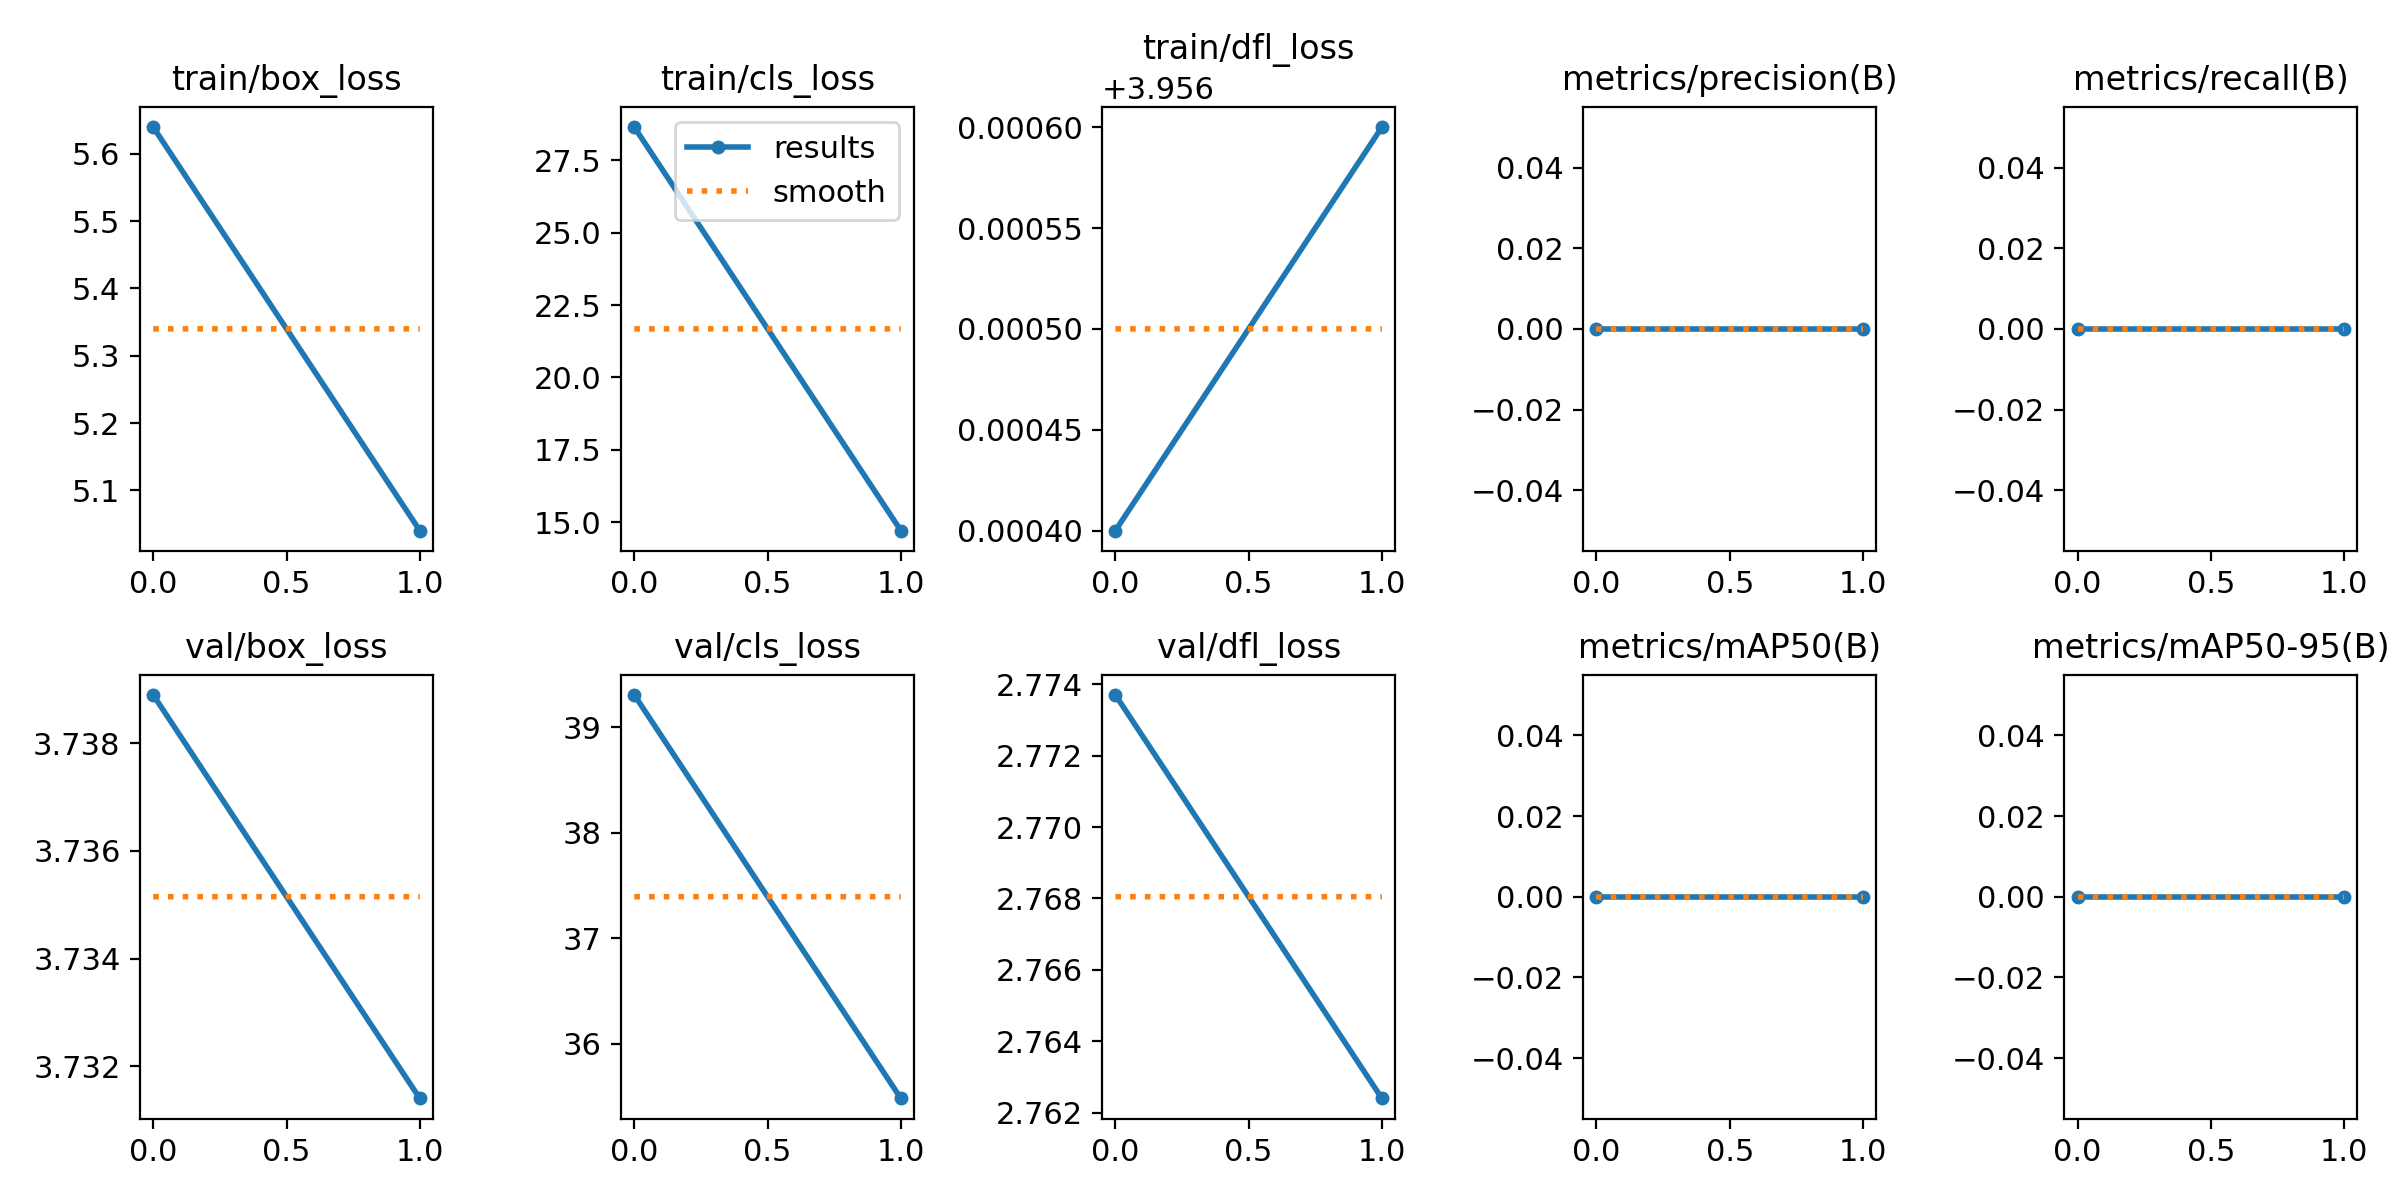 train/box_loss
5.6
5.5
5.4
5.3
5.2
5.1
0.0 0.5 1.0
train/cls_loss
results
smooth
27.5
25.0
22.5
20.0
17.5
15.0
0.0 0.5 1.0
train/dfl_loss
+3.956
0.00060
0.00055
0.00050
0.00045
0.00040
0.0 0.5 1.0
metrics/precision(B)
0.04
0.02
0.00
−0.02
−0.04
0.0 0.5 1.0
metrics/recall(B)
0.04
0.02
0.00
−0.02
−0.04
0.0 0.5 1.0
val/box_loss
3.738
3.736
3.734
3.732
0.0 0.5 1.0
val/cls_loss
39
38
37
36
0.0 0.5 1.0
val/dfl_loss
2.774
2.772
2.770
2.768
2.766
2.764
2.762
0.0 0.5 1.0
metrics/mAP50(B)
0.04
0.02
0.00
−0.02
−0.04
0.0 0.5 1.0
metrics/mAP50-95(B)
0.04
0.02
0.00
−0.02
−0.04
0.0 0.5 1.0